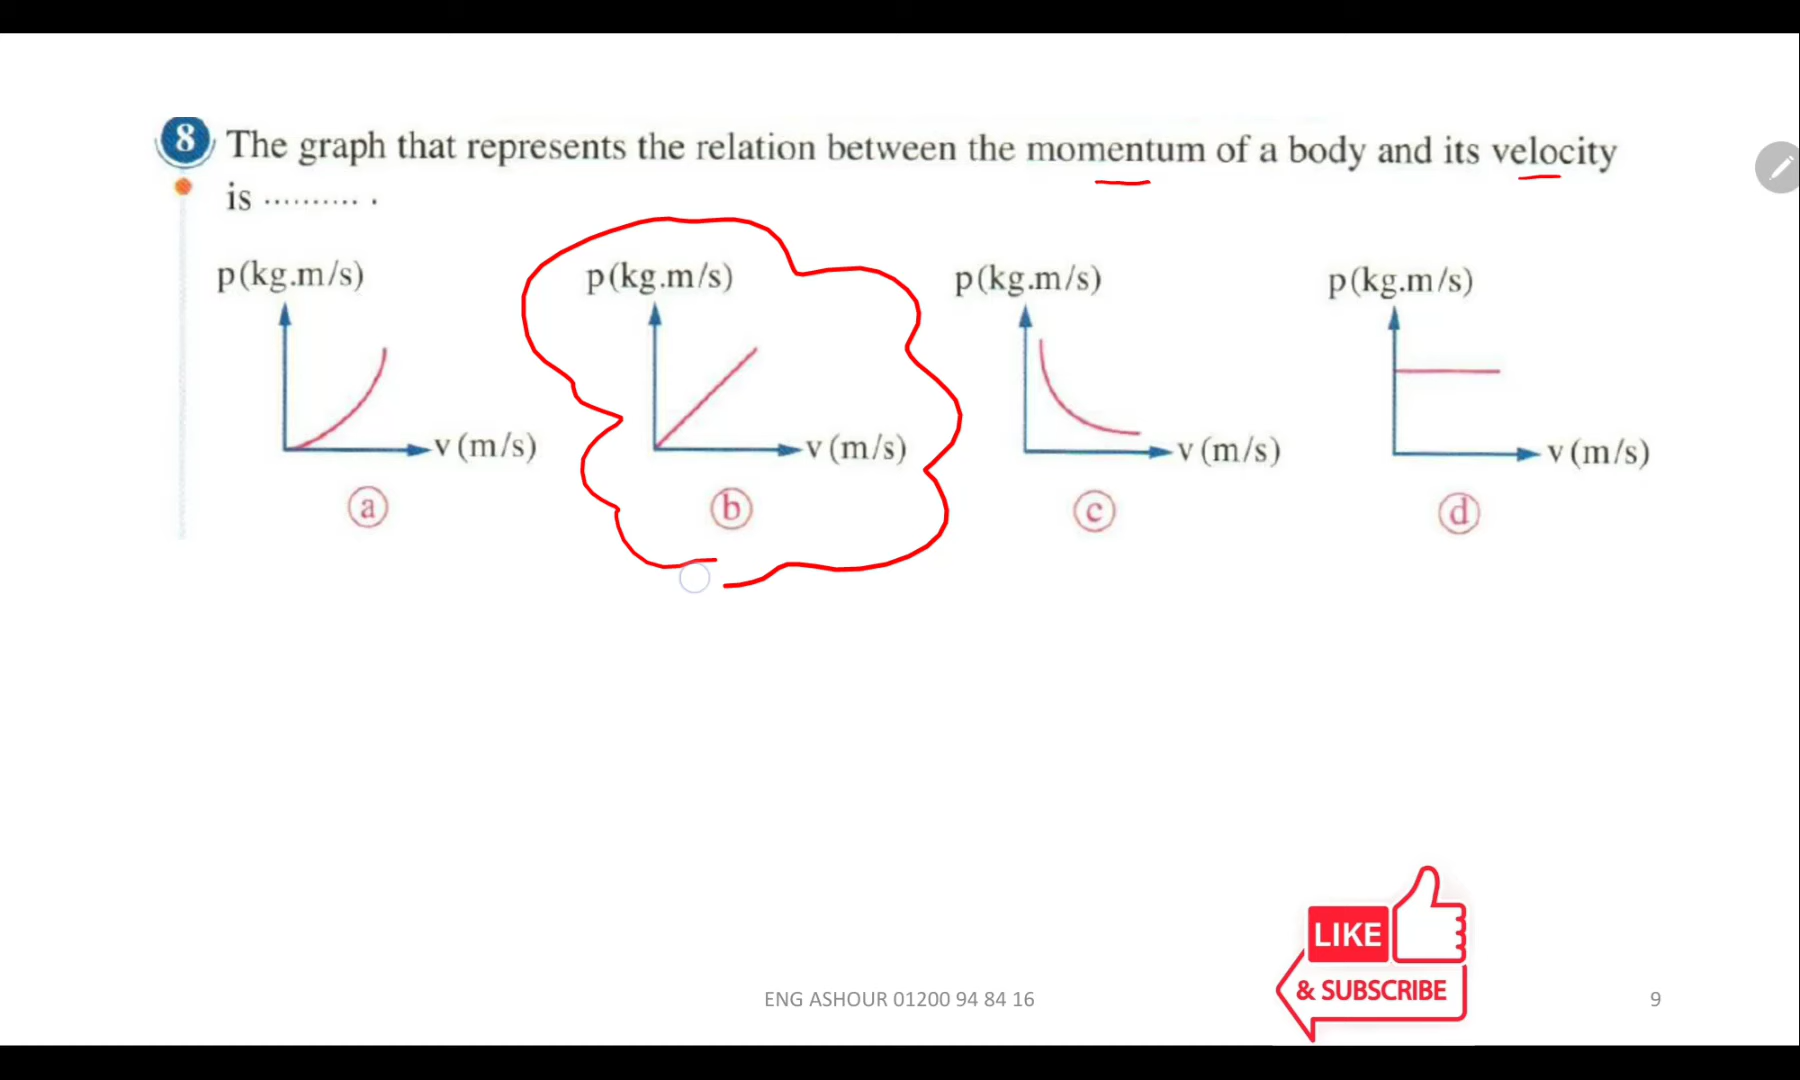 8 The graph that represents the relation between the momentum of a body and its velocity
is .......... .
p(kg.m/s) p(kg.m/s) p(kg.m/s) p(kg.m/s)
v (m/s) v (m/s) v (m/s) v (m/s)
a b c d
LIKE
& SUBSCRIBE
ENG ASHOUR 01200 94 84 16 9